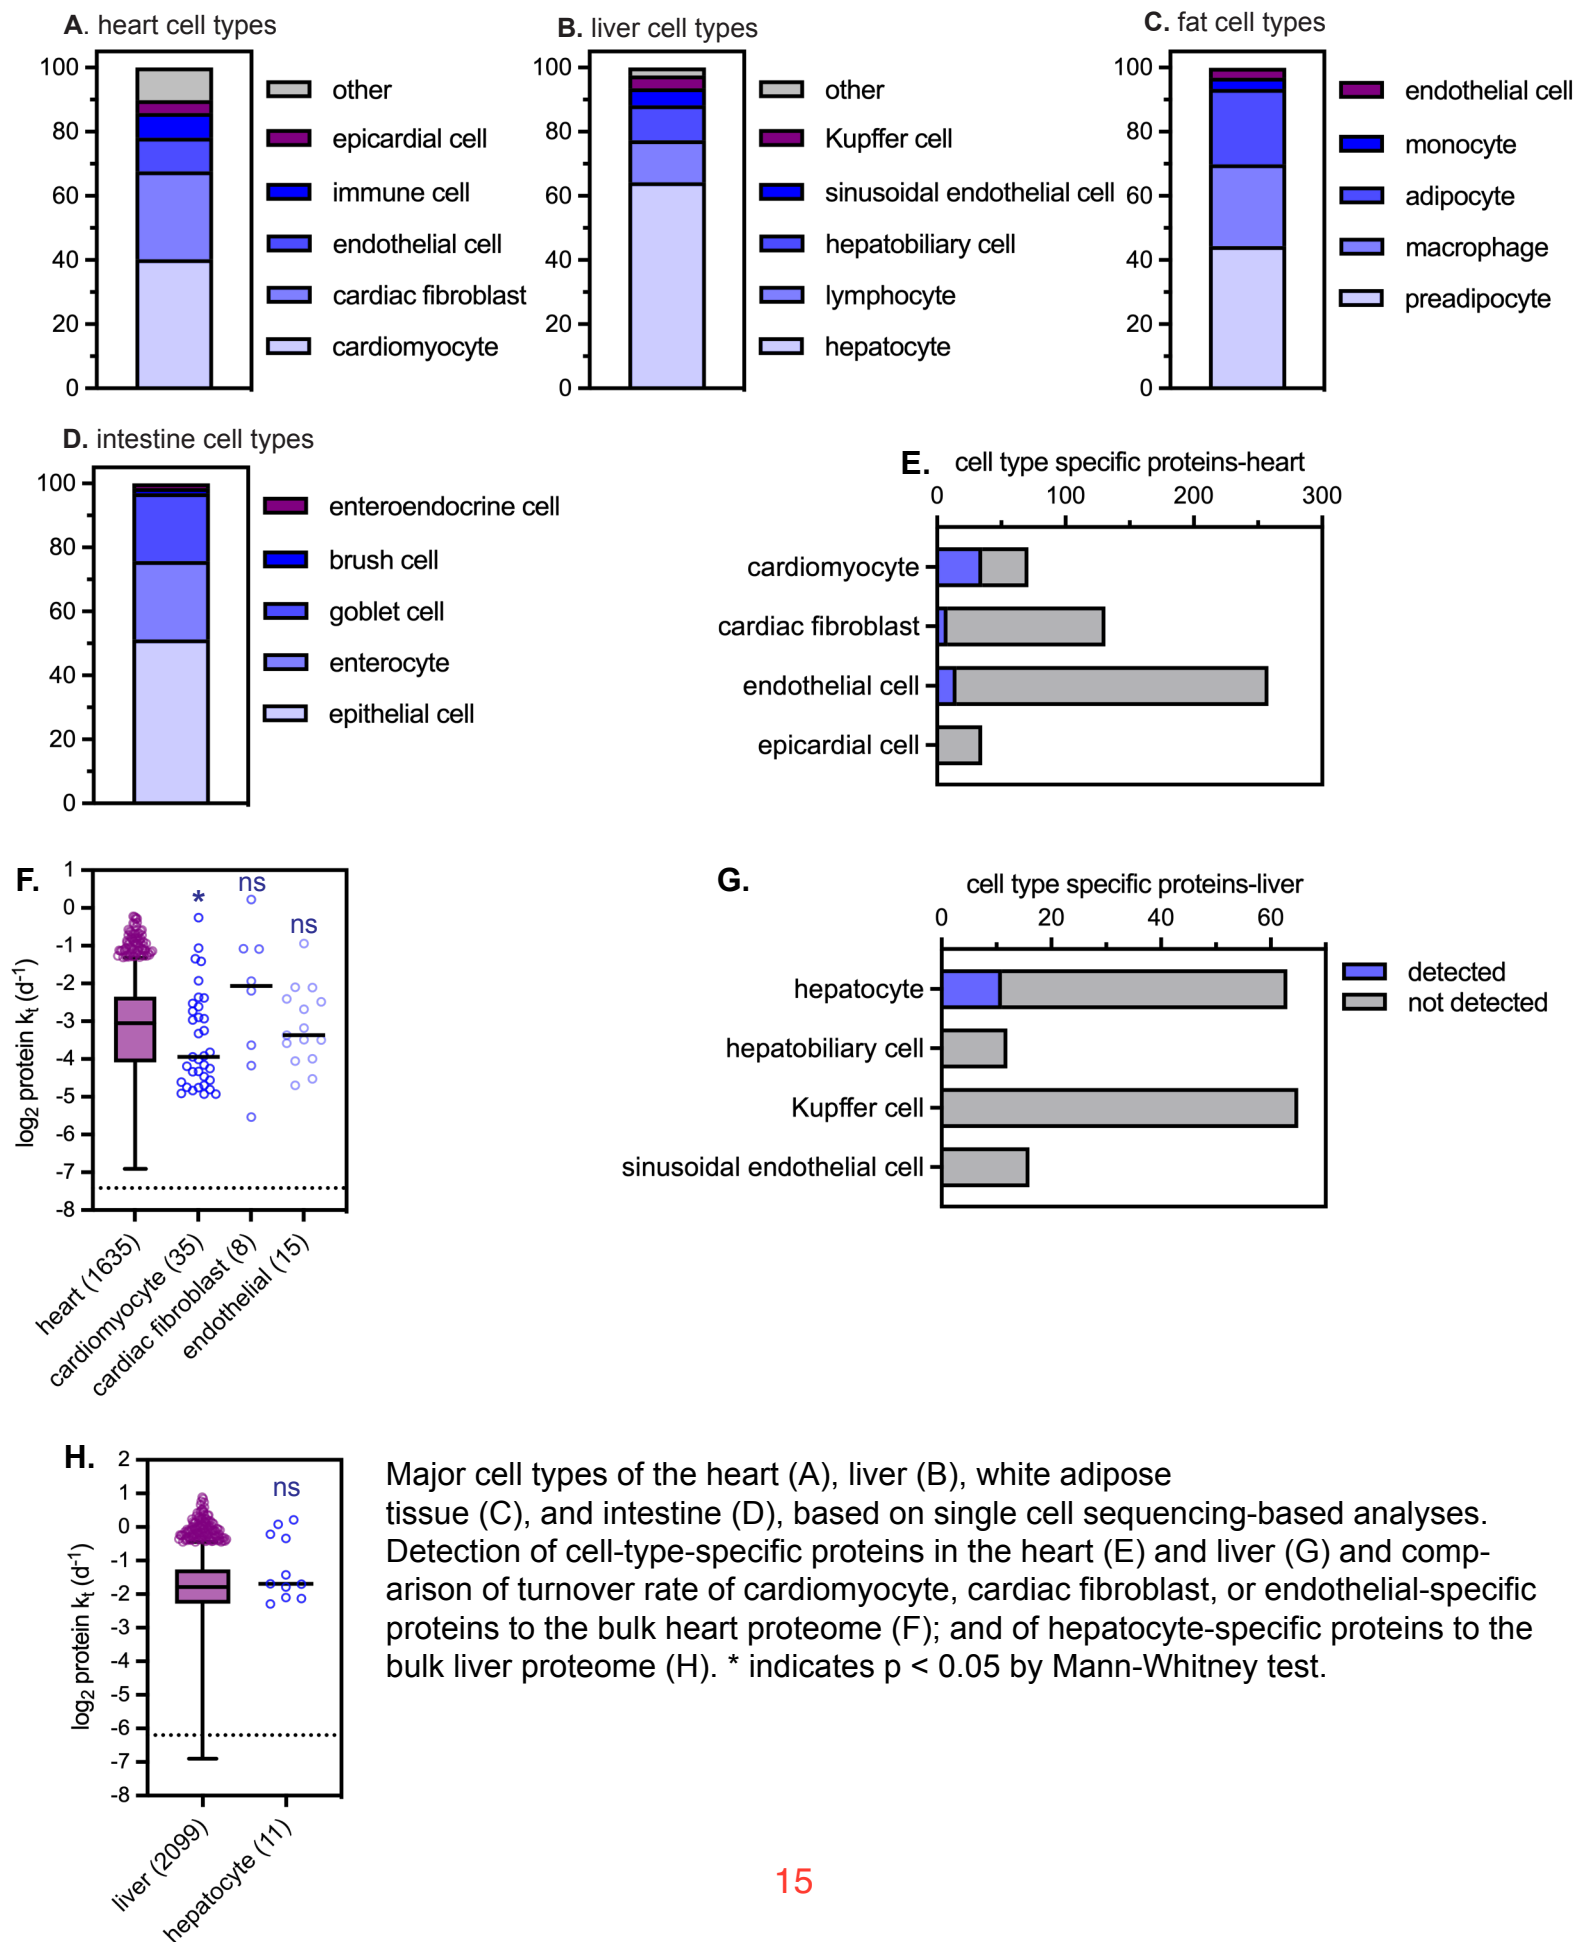 A. heart cell types
100
80
60
40
20
0
other
epicardial cell
immune cell
endothelial cell
cardiac fibroblast
cardiomyocyte
B. liver cell types
100
80
60
40
20
0
other
Kupffer cell
sinusoidal endothelial cell
hepatobiliary cell
lymphocyte
hepatocyte
C. fat cell types
100
80
60
40
20
0
endothelial cell
monocyte
adipocyte
macrophage
preadipocyte
D. intestine cell types
100
80
60
40
20
0
enteroendocrine cell
brush cell
goblet cell
enterocyte
epithelial cell
E. cell type specific proteins-heart
0 100 200 300
cardiomyocyte
cardiac fibroblast
endothelial cell
epicardial cell
F.
log2 protein kt (d-1)
1
0
-1
-2
-3
-4
-5
-6
-7
-8
*
ns
ns
heart (1635)
cardiomyocyte (35)
cardiac fibroblast (8)
endothelial (15)
G. cell type specific proteins-liver
0 20 40 60
hepatocyte
hepatobiliary cell
Kupffer cell
sinusoidal endothelial cell
detected
not detected
H.
log2 protein kt (d-1)
2
1
0
-1
-2
-3
-4
-5
-6
-7
-8
ns
liver (2099)
hepatocyte (11)
Major cell types of the heart (A), liver (B), white adipose
tissue (C), and intestine (D), based on single cell sequencing-based analyses.
Detection of cell-type-specific proteins in the heart (E) and liver (G) and comp-
arison of turnover rate of cardiomyocyte, cardiac fibroblast, or endothelial-specific
proteins to the bulk heart proteome (F); and of hepatocyte-specific proteins to the
bulk liver proteome (H). * indicates p < 0.05 by Mann-Whitney test.
15